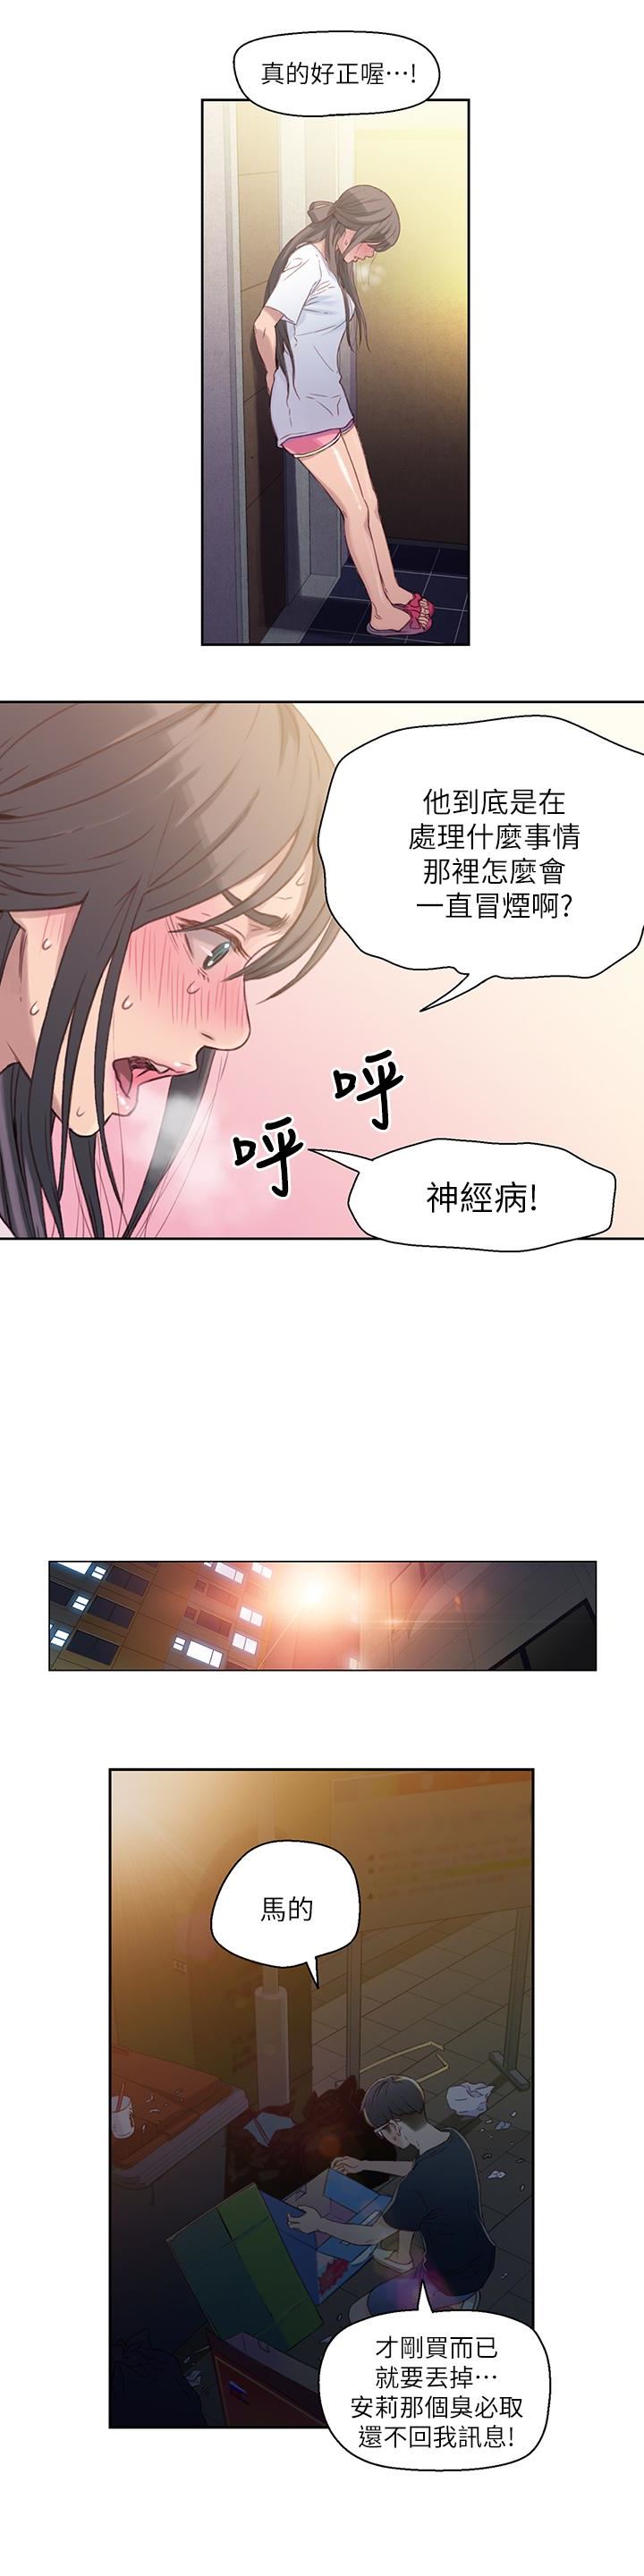 真的好正喔…!
他到底是在
處理什麼事情
那裡怎麼會
一直冒煙啊?
呼
呼
神經病!
馬的
才剛買而已
就要丟掉…
安莉那個臭必取
還不回我訊息!